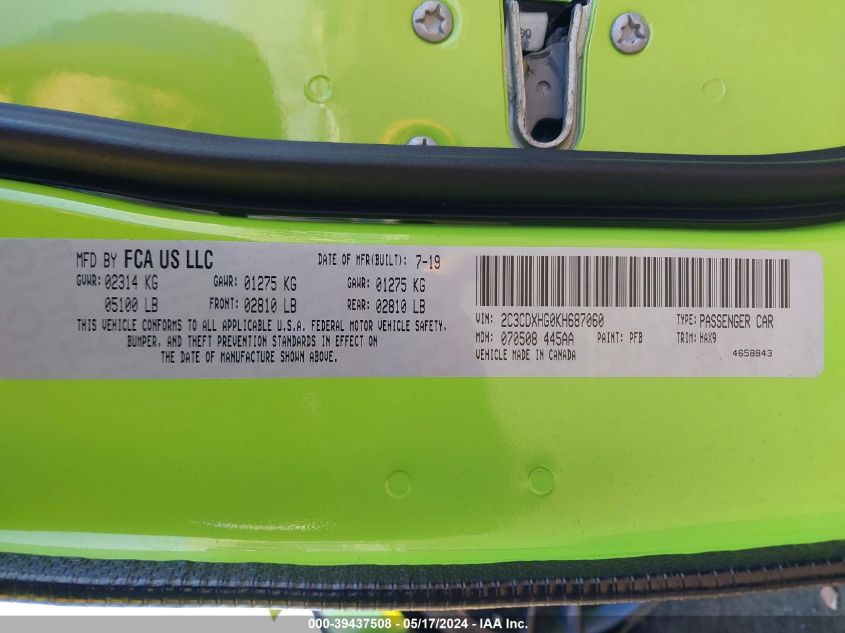 MFD BY FCA US LLC
DATE OF MFR(BUILT): 7-19
GVWR: 02314 KG GAWR: 01275 KG GAWR: 01275 KG
05100 LB FRONT: 02810 LB REAR: 02810 LB
THIS VEHICLE CONFORMS TO ALL APPLICABLE U.S.A. FEDERAL MOTOR VEHICLE SAFETY,
BUMPER, AND THEFT PREVENTION STANDARDS IN EFFECT ON
THE DATE OF MANUFACTURE SHOWN ABOVE.
VIN: 2C3CDXHG0KH687060 TYPE: PASSENGER CAR
MDH: 070508 445AA PAINT: PFB TRIM: HAX9
VEHICLE MADE IN CANADA
4658843
000-39437508 - 05/17/2024 - IAA Inc.